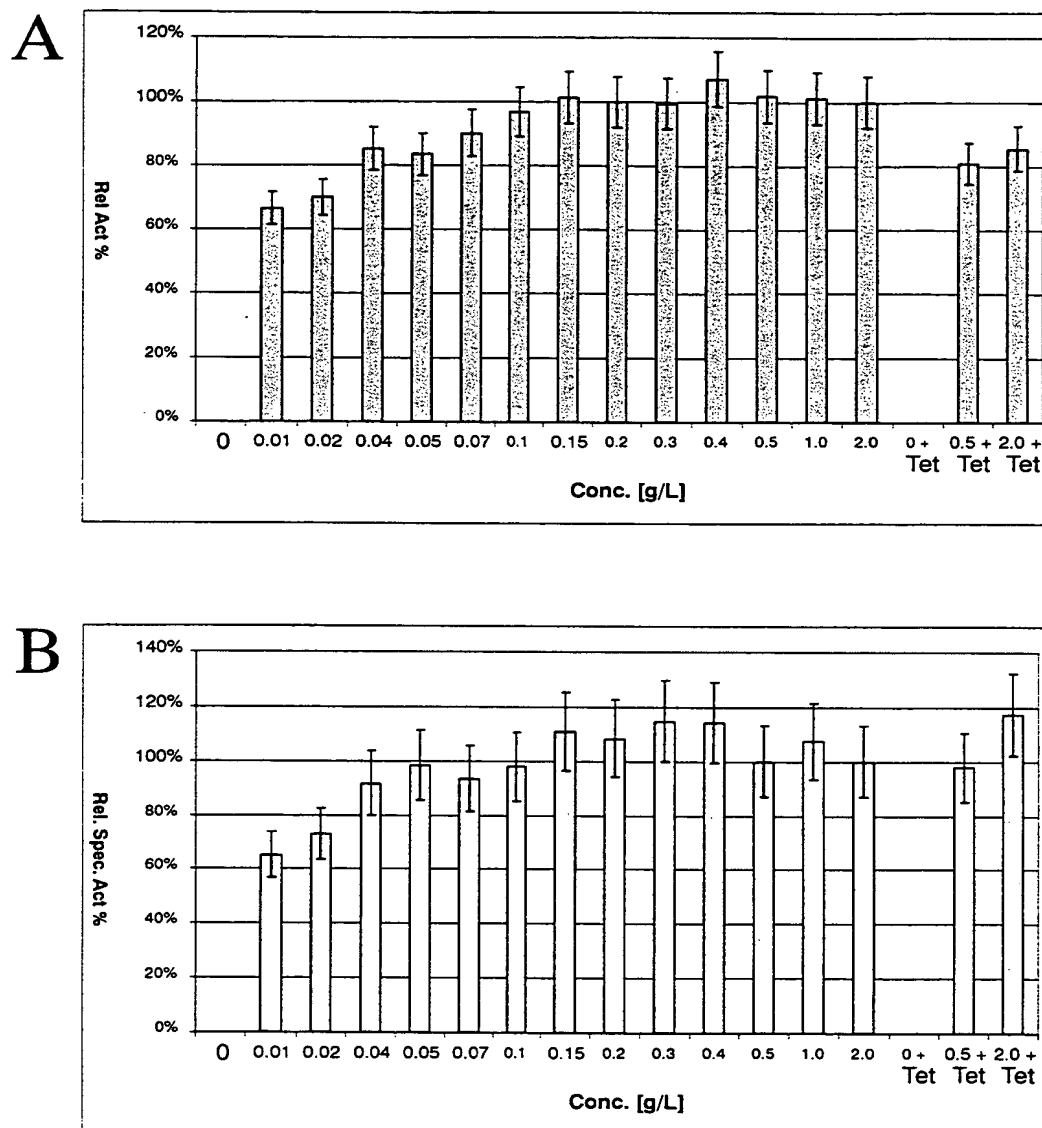 A
120%
100%
80%
60%
40%
20%
0%
Rel Act %
0 0.01 0.02 0.04 0.05 0.07 0.1 0.15 0.2 0.3 0.4 0.5 1.0 2.0 0 + 0.5 + 2.0 +
Tet Tet Tet
Conc. [g/L]
B
140%
120%
100%
80%
60%
40%
20%
0%
Rel. Spec. Act %
0 0.01 0.02 0.04 0.05 0.07 0.1 0.15 0.2 0.3 0.4 0.5 1.0 2.0 0 + 0.5 + 2.0 +
Tet Tet Tet
Conc. [g/L]